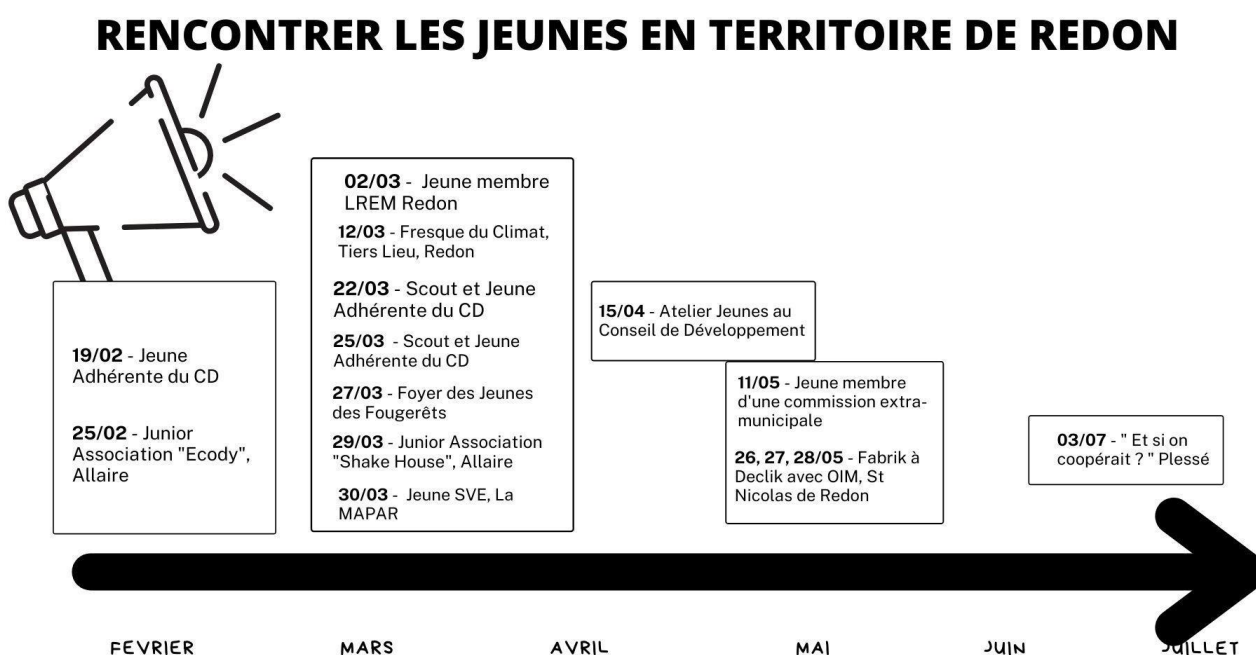 RENCONTRER LES JEUNES EN TERRITOIRE DE REDON
19/02 - Jeune
Adhérente du CD
25/02 - Junior
Association "Ecody",
Allaire
02/03 - Jeune membre
LREM Redon
12/03 - Fresque du Climat,
Tiers Lieu, Redon
22/03 - Scout et Jeune
Adhérente du CD
25/03 - Scout et Jeune
Adhérente du CD
27/03 - Foyer des Jeunes
des Fougerêts
29/03 - Junior Association
"Shake House", Allaire
30/03 - Jeune SVE, La
MAPAR
15/04 - Atelier Jeunes au
Conseil de Développement
11/05 - Jeune membre
d'une commission extra-
municipale
26, 27, 28/05 - Fabrik à
Declik avec OIM, St
Nicolas de Redon
03/07 - " Et si on
coopérait ? " Plessé
FEVRIER MARS AVRIL MAI JUIN JUILLET